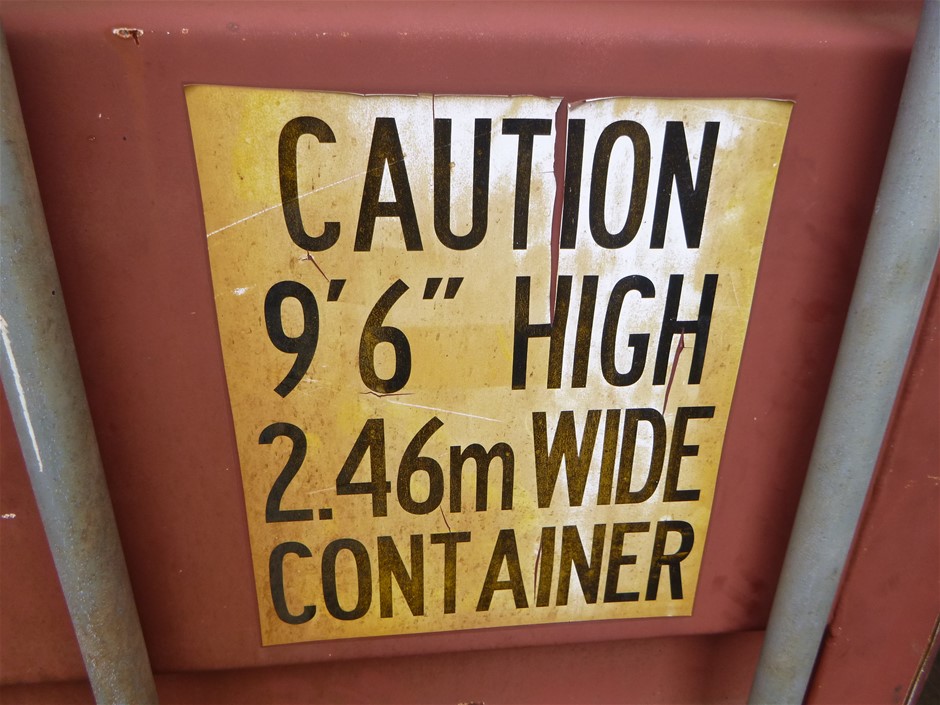 CAUTION
9'6" HIGH
2.46m WIDE
CONTAINER